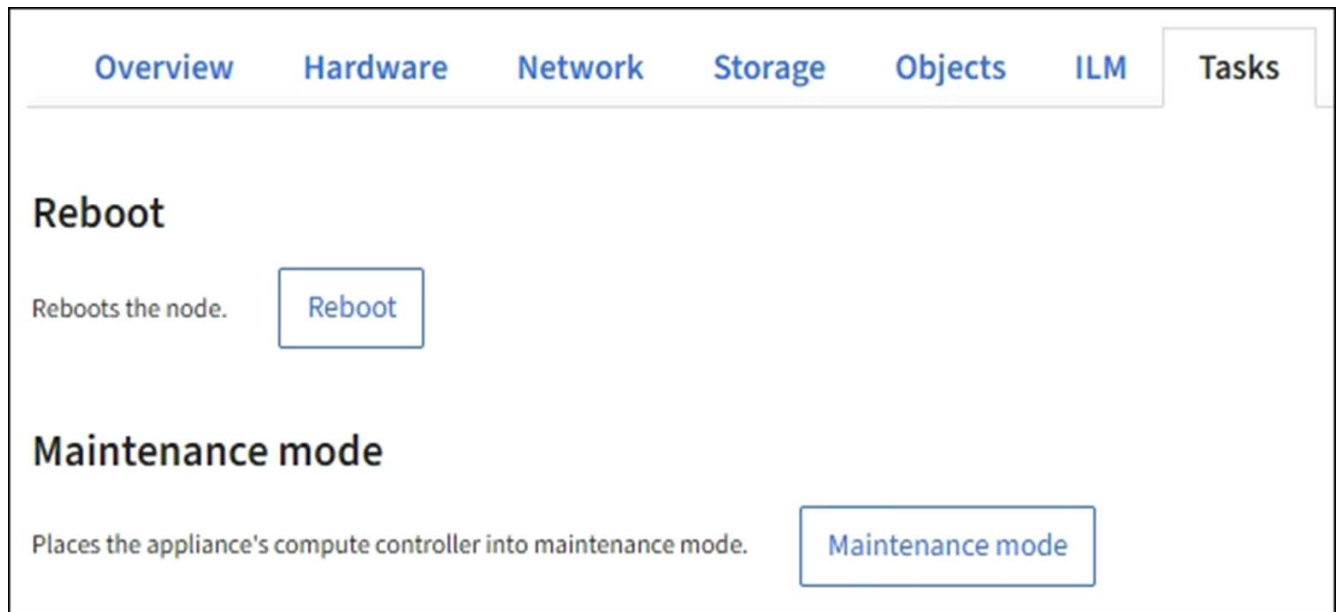 Overview Hardware Network Storage Objects ILM Tasks
Reboot
Reboots the node. Reboot
Maintenance mode
Places the appliance's compute controller into maintenance mode. Maintenance mode